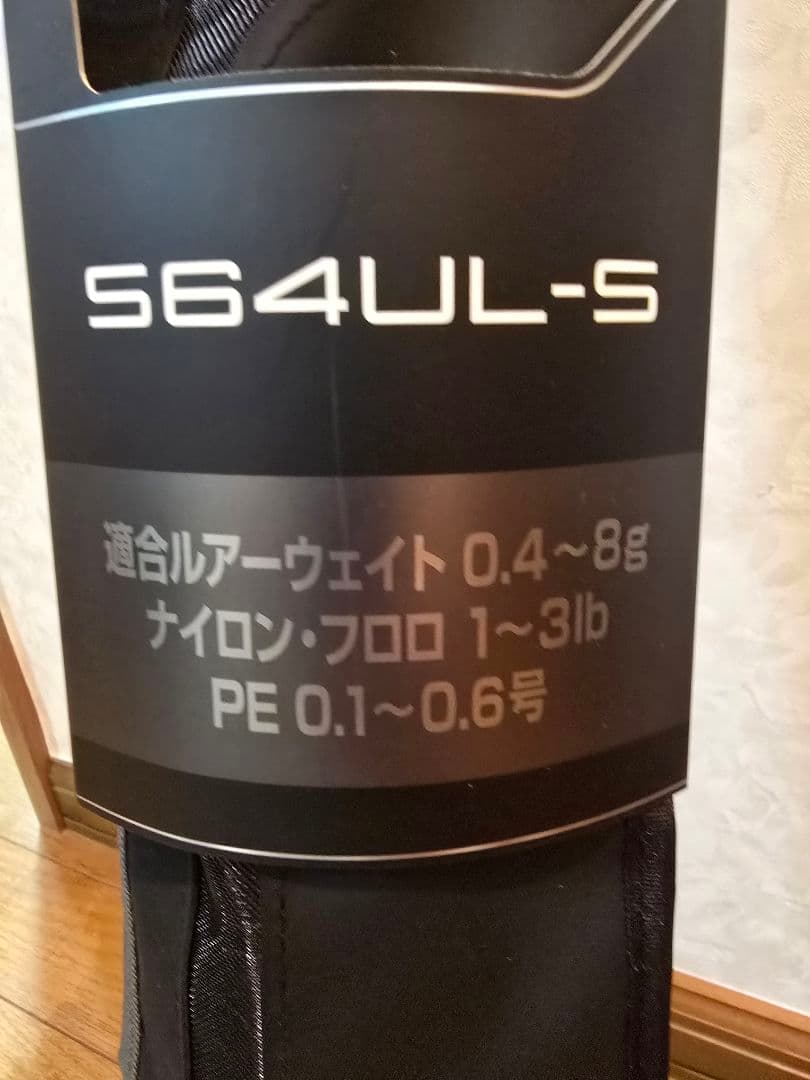 S64UL-S
適合ルアーウェイト 0.4～8g
ナイロン・フロロ 1～3lb
PE 0.1～0.6号